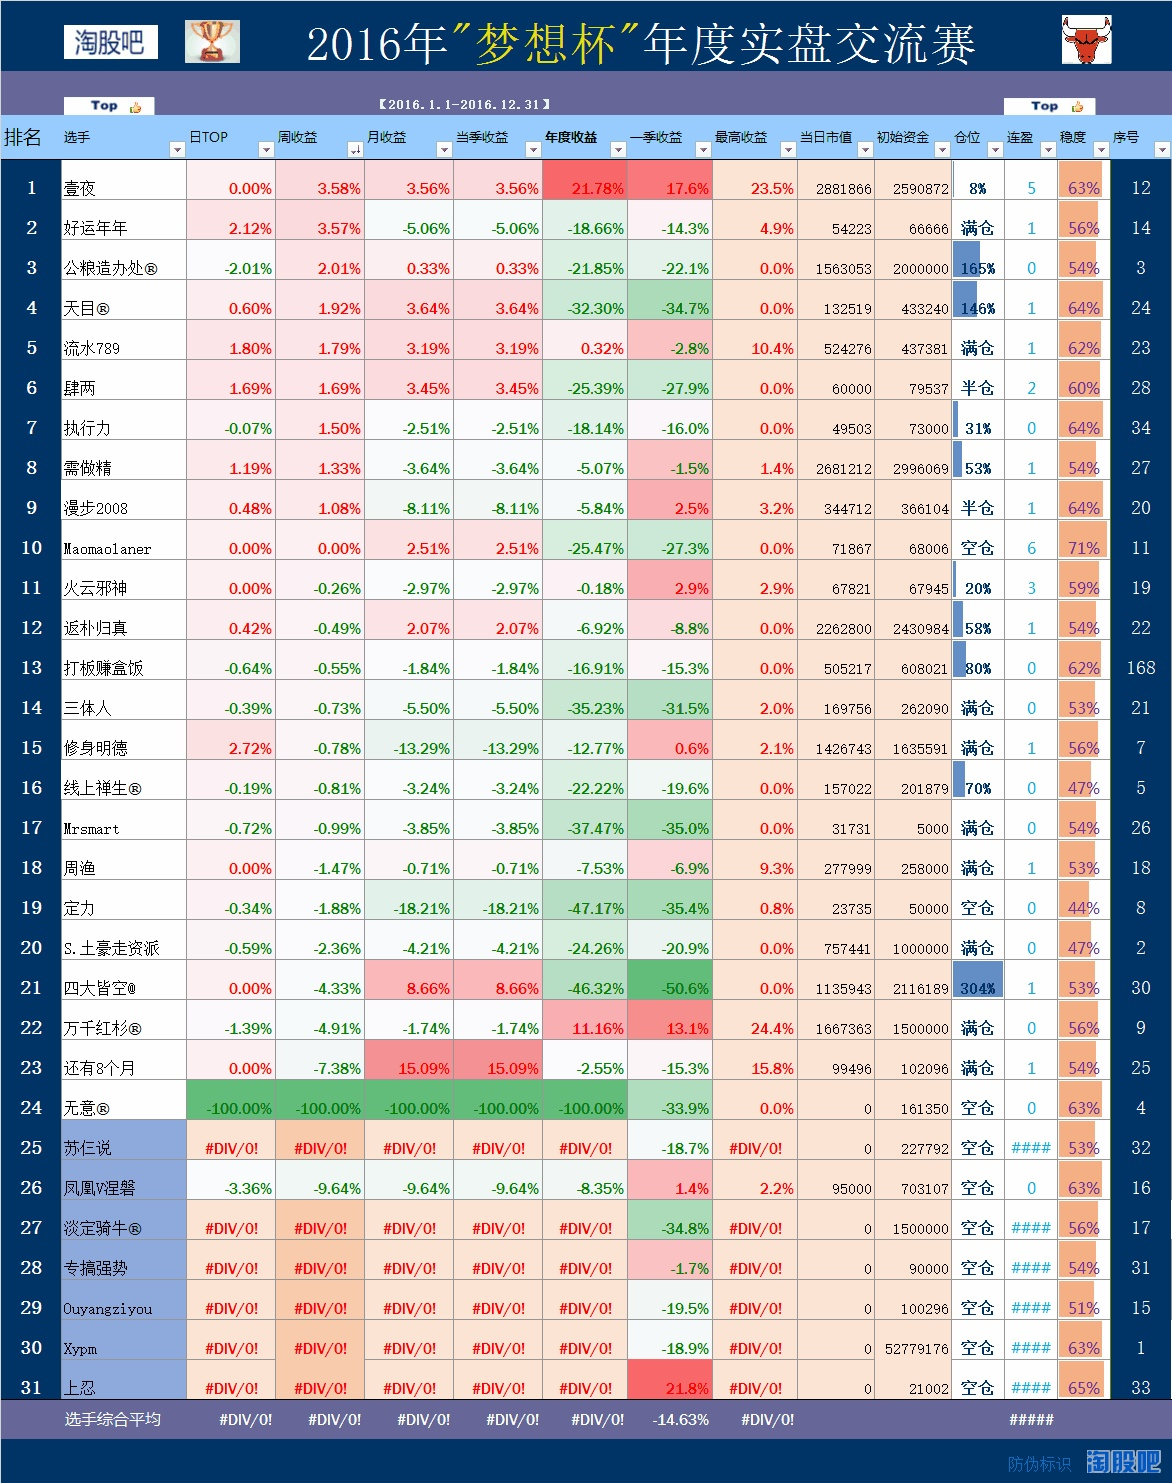 淘股吧 2016年"梦想杯"年度实盘交流赛
Top 【2016.1.1-2016.12.31】 Top
排名 选手 日TOP 周收益 月收益 当季收益 年度收益 一季收益 最高收益 当日市值 初始资金 仓位 连盈 稳度 序号
1 壹夜 0.00% 3.58% 3.56% 3.56% 21.78% 17.6% 23.5% 2881866 2590872 8% 5 63% 12
2 好运年年 2.12% 3.57% -5.06% -5.06% -18.66% -14.3% 4.9% 54223 66666 满仓 1 56% 14
3 公粮造办处® -2.01% 2.01% 0.33% 0.33% -21.85% -22.1% 0.0% 1563053 2000000 165% 0 54% 3
4 天目® 0.60% 1.92% 3.64% 3.64% -32.30% -34.7% 0.0% 132519 433240 146% 1 64% 24
5 流水789 1.80% 1.79% 3.19% 3.19% 0.32% -2.8% 10.4% 524276 437381 满仓 1 62% 23
6 肆两 1.69% 1.69% 3.45% 3.45% -25.39% -27.9% 0.0% 60000 79537 半仓 2 60% 28
7 执行力 -0.07% 1.50% -2.51% -2.51% -18.14% -16.0% 0.0% 49503 73000 31% 0 64% 34
8 需做精 1.19% 1.33% -3.64% -3.64% -5.07% -1.5% 1.4% 2681212 2996069 53% 1 54% 27
9 漫步2008 0.48% 1.08% -8.11% -8.11% -5.84% 2.5% 3.2% 344712 366104 半仓 1 64% 20
10 Maomaolaner 0.00% 0.00% 2.51% 2.51% -25.47% -27.3% 0.0% 71867 68006 空仓 6 71% 11
11 火云邪神 0.00% -0.26% -2.97% -2.97% -0.18% 2.9% 2.9% 67821 67945 20% 3 59% 19
12 返朴归真 0.42% -0.49% 2.07% 2.07% -6.92% -8.8% 0.0% 2262800 2430984 58% 1 54% 22
13 打板赚盒饭 -0.64% -0.55% -1.84% -1.84% -16.91% -15.3% 0.0% 505217 608021 80% 0 62% 168
14 三体人 -0.39% -0.73% -5.50% -5.50% -35.23% -31.5% 2.0% 169756 262090 满仓 0 53% 21
15 修身明德 2.72% -0.78% -13.29% -13.29% -12.77% 0.6% 2.1% 1426743 1635591 满仓 1 56% 7
16 线上禅生® -0.19% -0.81% -3.24% -3.24% -22.22% -19.6% 0.0% 157022 201879 70% 0 47% 5
17 Mrsmart -0.72% -0.99% -3.85% -3.85% -37.47% -35.0% 0.0% 31731 5000 满仓 0 54% 26
18 周渔 0.00% -1.47% -0.71% -0.71% -7.53% -6.9% 9.3% 277999 258000 满仓 1 53% 18
19 定力 -0.34% -1.88% -18.21% -18.21% -47.17% -35.4% 0.8% 23735 50000 空仓 0 44% 8
20 S.土豪走资派 -0.59% -2.36% -4.21% -4.21% -24.26% -20.9% 0.0% 757441 1000000 满仓 0 47% 2
21 四大皆空@ 0.00% -4.33% 8.66% 8.66% -46.32% -50.6% 0.0% 1135943 2116189 304% 1 53% 30
22 万千红杉® -1.39% -4.91% -1.74% -1.74% 11.16% 13.1% 24.4% 1667363 1500000 满仓 0 56% 9
23 还有8个月 0.00% -7.38% 15.09% 15.09% -2.55% -15.3% 15.8% 99496 102096 满仓 1 54% 25
24 无意® -100.00% -100.00% -100.00% -100.00% -100.00% -33.9% 0.0% 0 161350 空仓 0 63% 4
25 苏仨说 #DIV/0! #DIV/0! #DIV/0! #DIV/0! #DIV/0! -18.7% #DIV/0! 0 227792 空仓 #### 53% 32
26 凤凰V涅磐 -3.36% -9.64% -9.64% -9.64% -8.35% 1.4% 2.2% 95000 703107 空仓 0 63% 16
27 淡定骑牛® #DIV/0! #DIV/0! #DIV/0! #DIV/0! #DIV/0! -34.8% #DIV/0! 0 1500000 空仓 #### 56% 17
28 专搞强势 #DIV/0! #DIV/0! #DIV/0! #DIV/0! #DIV/0! -1.7% #DIV/0! 0 90000 空仓 #### 54% 31
29 Ouyangziyou #DIV/0! #DIV/0! #DIV/0! #DIV/0! #DIV/0! -19.5% #DIV/0! 0 100296 空仓 #### 51% 15
30 Xypm #DIV/0! #DIV/0! #DIV/0! #DIV/0! #DIV/0! -18.9% #DIV/0! 0 52779176 空仓 #### 63% 1
31 上忍 #DIV/0! #DIV/0! #DIV/0! #DIV/0! #DIV/0! 21.8% #DIV/0! 0 21002 空仓 #### 65% 33
选手综合平均 #DIV/0! #DIV/0! #DIV/0! #DIV/0! #DIV/0! -14.63% #DIV/0! #####
防伪标识 淘股吧